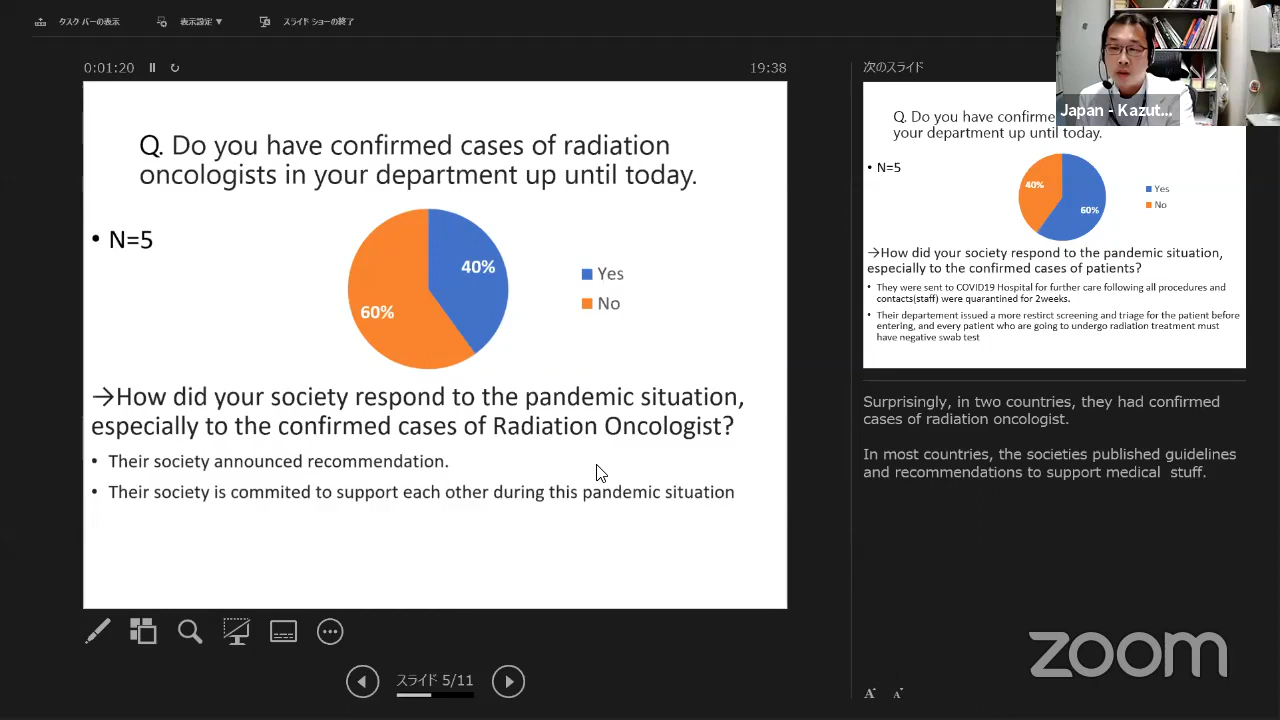 タスク バーの表示 表示設定 ▼ スライド ショーの終了
0:01:20 19:38
Q. Do you have confirmed cases of radiation
oncologists in your department up until today.
• N=5
40%
60%
Yes
No
→How did your society respond to the pandemic situation,
especially to the confirmed cases of Radiation Oncologist?
• Their society announced recommendation.
• Their society is commited to support each other during this pandemic situation
スライド 5/11
次のスライド
Japan - Kazut...
Q. Do you have confirme
your department up until today.
• N=5
40%
60%
Yes
No
→How did your society respond to the pandemic situation,
especially to the confirmed cases of patients?
• They were sent to COVID19 Hospital for further care following all procedures and
contacts(staff) were quarantined for 2weeks.
• Their departement issued a more restirct screening and triage for the patient before
entering, and every patient who are going to undergo radiation treatment must
have negative swab test
Surprisingly, in two countries, they had confirmed
cases of radiation oncologist.
In most countries, the societies published guidelines
and recommendations to support medical stuff.
A A
zoom